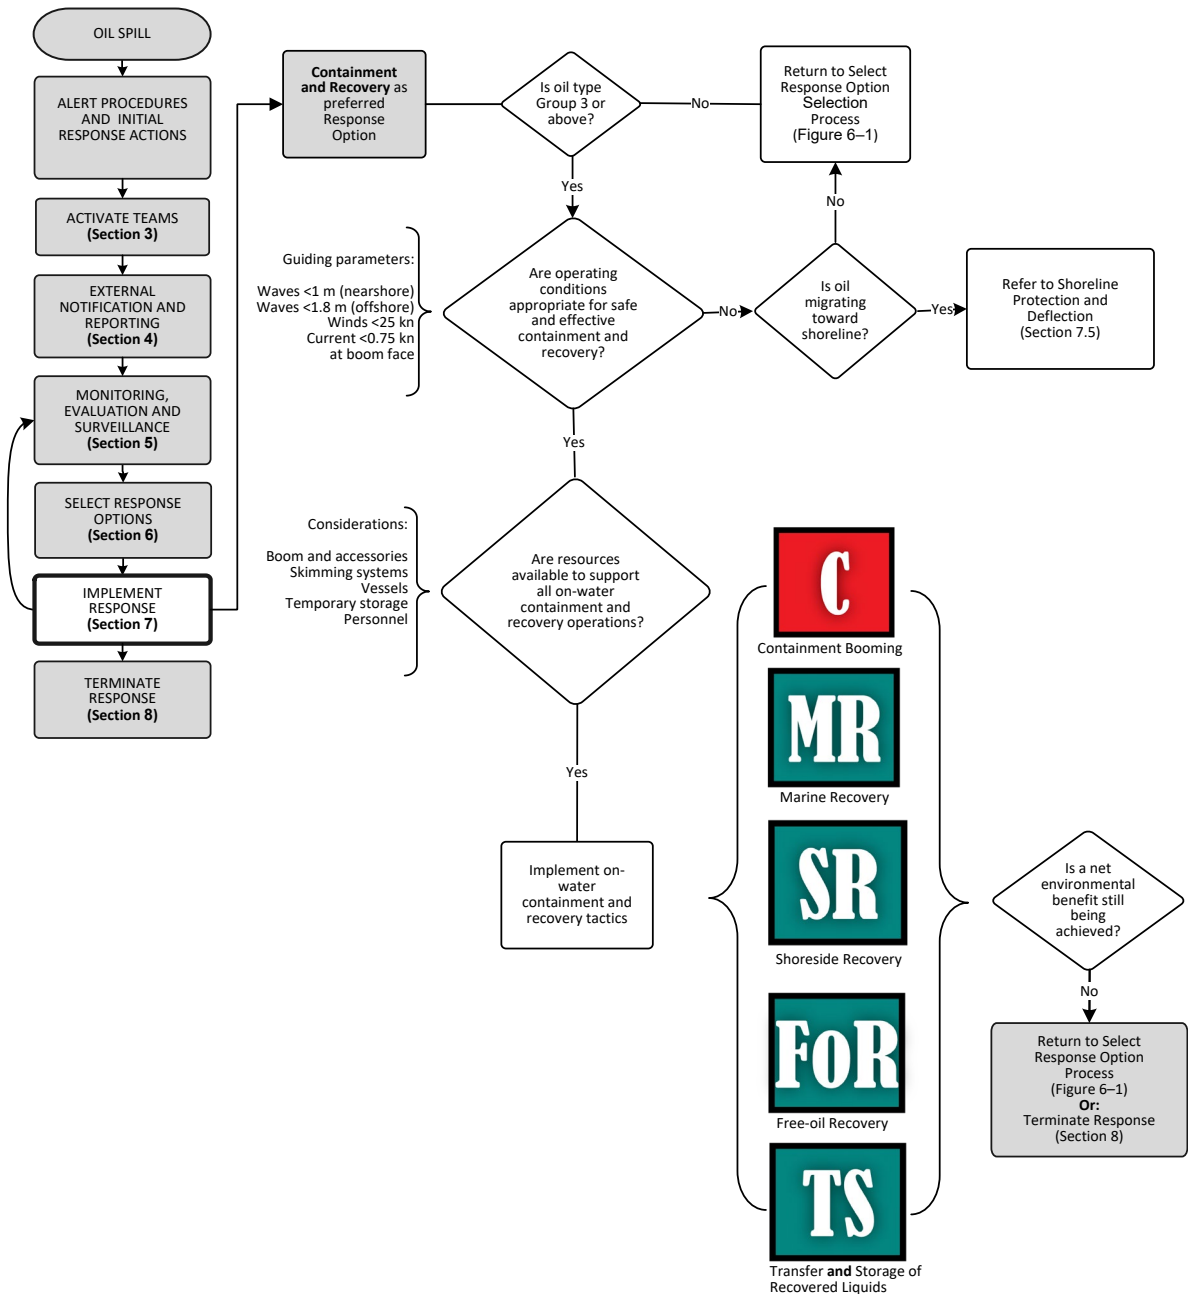 OIL SPILL
ALERT PROCEDURES
AND INITIAL
RESPONSE ACTIONS
ACTIVATE TEAMS
(Section 3)
EXTERNAL
NOTIFICATION AND
REPORTING
(Section 4)
MONITORING,
EVALUATION AND
SURVEILLANCE
(Section 5)
SELECT RESPONSE
OPTIONS
(Section 6)
IMPLEMENT
RESPONSE
(Section 7)
TERMINATE
RESPONSE
(Section 8)
Containment
and Recovery as
preferred
Response
Option
Is oil type
Group 3 or
above?
No
Return to Select
Response Option
Selection
Process
(Figure 6–1)
Yes
No
Guiding parameters:
Waves <1 m (nearshore)
Waves <1.8 m (offshore)
Winds <25 kn
Current <0.75 kn
at boom face
Are operating
conditions
appropriate for safe
and effective
containment and
recovery?
No
Is oil
migrating
toward
shoreline?
Yes
Refer to Shoreline
Protection and
Deflection
(Section 7.5)
Yes
Considerations:
Boom and accessories
Skimming systems
Vessels
Temporary storage
Personnel
Are resources
available to support
all on-water
containment and
recovery operations?
Yes
Implement on-
water
containment and
recovery tactics
C
Containment Booming
MR
Marine Recovery
SR
Shoreside Recovery
FoR
Free-oil Recovery
TS
Transfer and Storage of
Recovered Liquids
Is a net
environmental
benefit still
being
achieved?
No
Return to Select
Response Option
Process
(Figure 6–1)
Or:
Terminate Response
(Section 8)